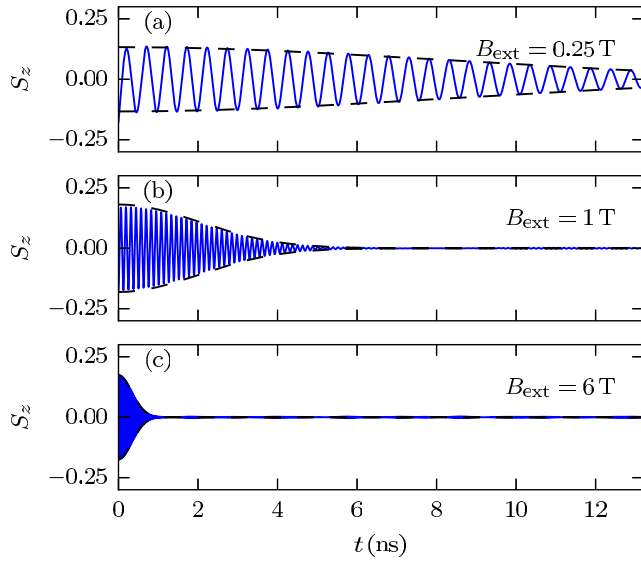 0.25
(a)
B_ext = 0.25 T
S_z
0.00
−0.25
0.25
(b)
B_ext = 1 T
S_z
0.00
−0.25
0.25
(c)
B_ext = 6 T
S_z
0.00
−0.25
0 2 4 6 8 10 12
t (ns)